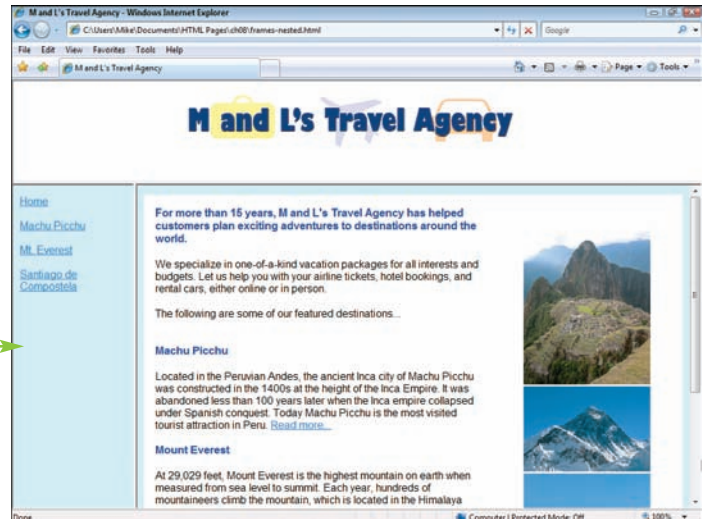 M and L's Travel Agency - Windows Internet Explorer
C:\Users\Mike\Documents\HTML Pages\ch08\frames-nested.html
Google
File Edit View Favorites Tools Help
M and L's Travel Agency
Page Tools
M and L's Travel Agency
Home
Machu Picchu
Mt. Everest
Santiago de
Compostela
For more than 15 years, M and L's Travel Agency has helped
customers plan exciting adventures to destinations around the
world.
We specialize in one-of-a-kind vacation packages for all interests and
budgets. Let us help you with your airline tickets, hotel bookings, and
rental cars, either online or in person.
The following are some of our featured destinations...
Machu Picchu
Located in the Peruvian Andes, the ancient Inca city of Machu Picchu
was constructed in the 1400s at the height of the Inca Empire. It was
abandoned less than 100 years later when the Inca empire collapsed
under Spanish conquest. Today Machu Picchu is the most visited
tourist attraction in Peru. Read more...
Mount Everest
At 29,029 feet, Mount Everest is the highest mountain on earth when
measured from sea level to summit. Each year, hundreds of
mountaineers climb the mountain, which is located in the Himalaya
Done Computer | Protected Mode: Off 100%